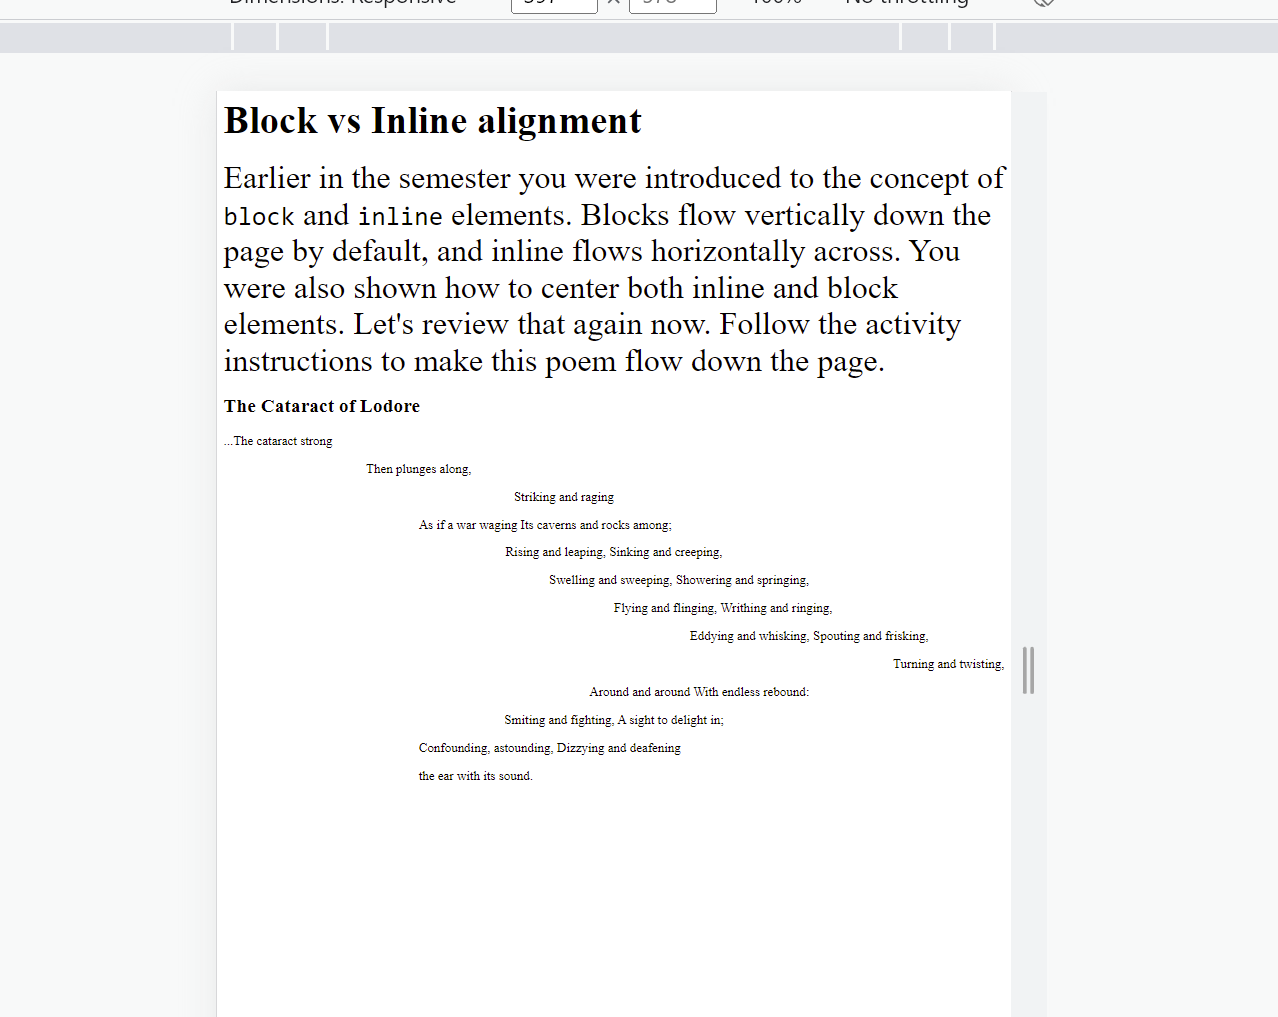 Dimensions: Responsive 597 × 578 100% No throttling
Block vs Inline alignment
Earlier in the semester you were introduced to the concept of
block and inline elements. Blocks flow vertically down the
page by default, and inline flows horizontally across. You
were also shown how to center both inline and block
elements. Let's review that again now. Follow the activity
instructions to make this poem flow down the page.
The Cataract of Lodore
...The cataract strong
Then plunges along,
Striking and raging
As if a war waging Its caverns and rocks among;
Rising and leaping, Sinking and creeping,
Swelling and sweeping, Showering and springing,
Flying and flinging, Writhing and ringing,
Eddying and whisking, Spouting and frisking,
Turning and twisting,
Around and around With endless rebound:
Smiting and fighting, A sight to delight in;
Confounding, astounding, Dizzying and deafening
the ear with its sound.